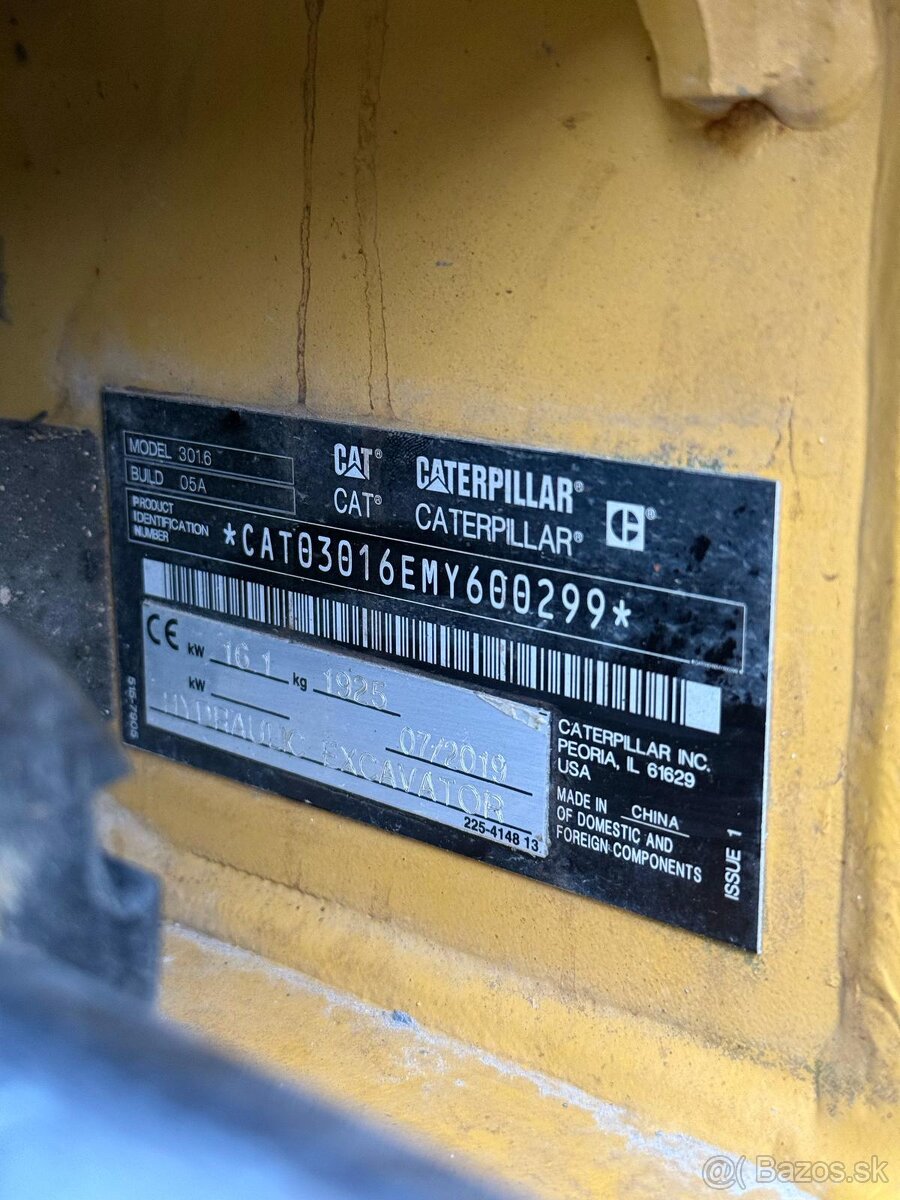 MODEL 301.6
BUILD 05A
CAT® CATERPILLAR®
CAT® CATERPILLAR®
PRODUCT
IDENTIFICATION
NUMBER
*CAT03016EMY600299*
CE kW 16.1 kg 1925
kW 07/2019
HYDRAULIC EXCAVATOR
225-4148 13
CATERPILLAR INC.
PEORIA, IL 61629
USA
MADE IN CHINA
OF DOMESTIC AND
FOREIGN COMPONENTS
ISSUE 1
@( Bazos.sk